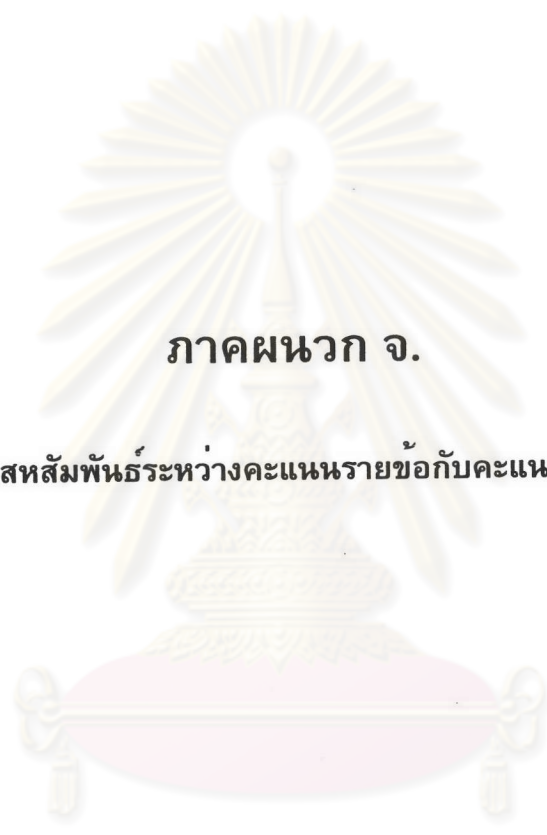 ภาคผนวก จ.
สหสัมพันธ์ระหว่างคะแนนรายข้อกับคะแน